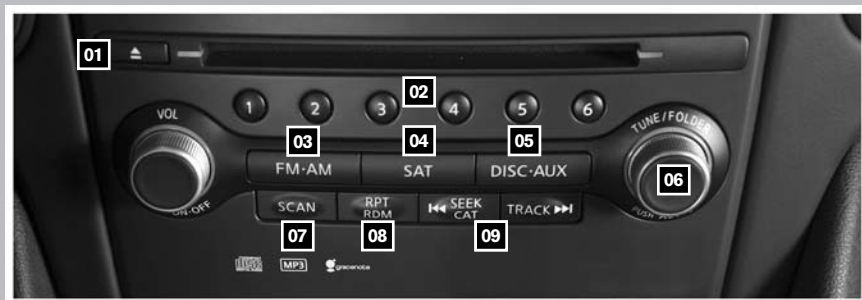 01
02
1 2 3 4 5 6
VOL
TUNE/FOLDER
03 04 05
FM·AM SAT DISC·AUX
06
ON·OFF
PUSH
SCAN RPT RDM SEEK CAT TRACK
07 08 09
MP3
gracenote